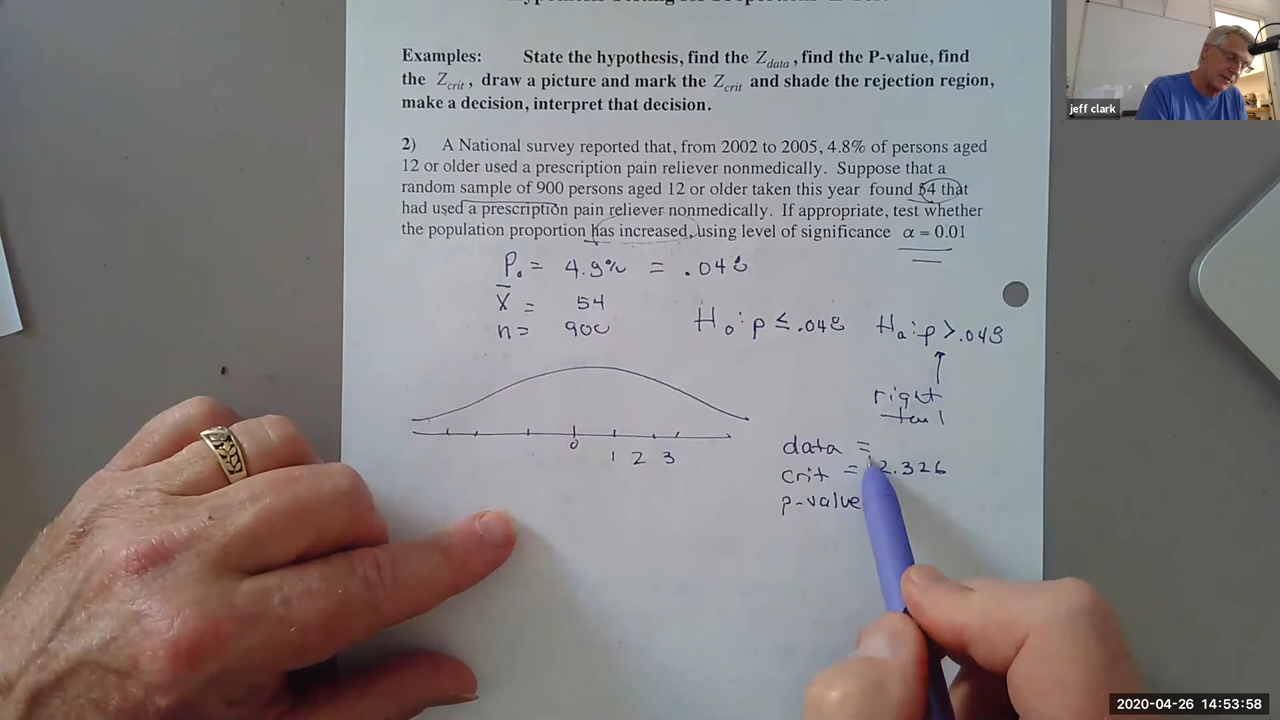 Examples: State the hypothesis, find the Zdata, find the P-value, find
the Zcrit, draw a picture and mark the Zcrit and shade the rejection region,
make a decision, interpret that decision.
2) A National survey reported that, from 2002 to 2005, 4.8% of persons aged
12 or older used a prescription pain reliever nonmedically. Suppose that a
random sample of 900 persons aged 12 or older taken this year found 54 that
had used a prescription pain reliever nonmedically. If appropriate, test whether
the population proportion has increased, using level of significance α = 0.01
P₀ = 4.8% = .048
X̄ = 54
n = 900
H₀: p ≤ .048 Hₐ: p > .048
right
tail
0
1 2 3
data =
crit = 2.326
p-value
jeff clark
2020-04-26 14:53:58